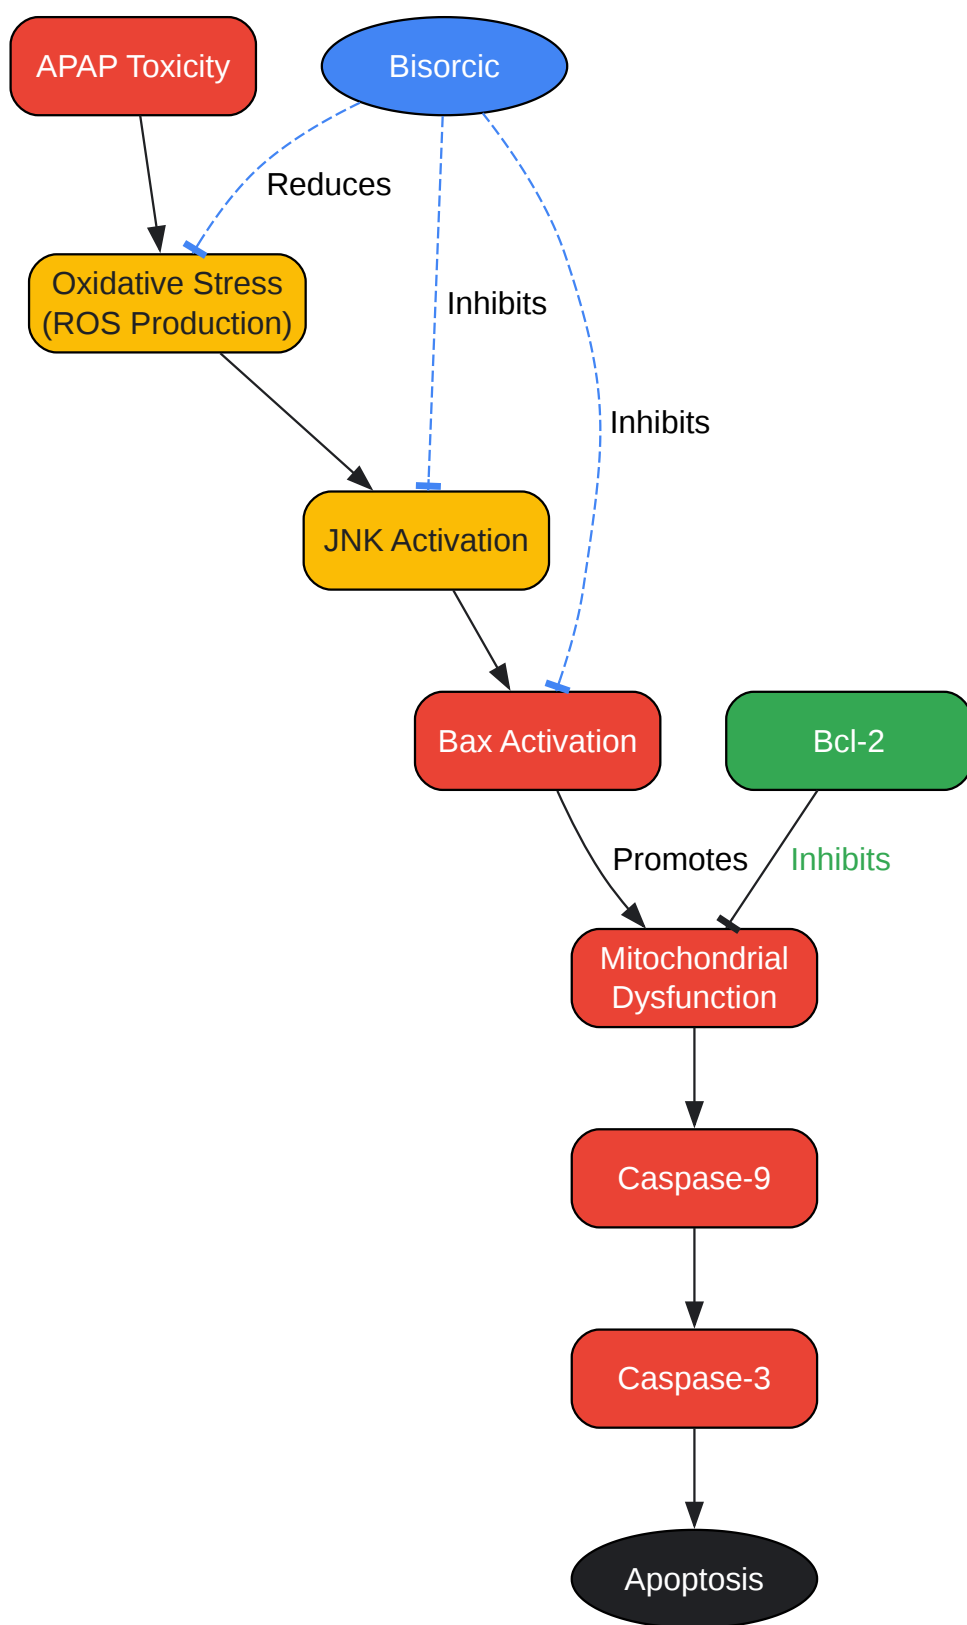 APAP Toxicity
Bisorcic
Reduces
Oxidative Stress
(ROS Production)
Inhibits
Inhibits
JNK Activation
Bax Activation
Bcl-2
Promotes
Inhibits
Mitochondrial
Dysfunction
Caspase-9
Caspase-3
Apoptosis